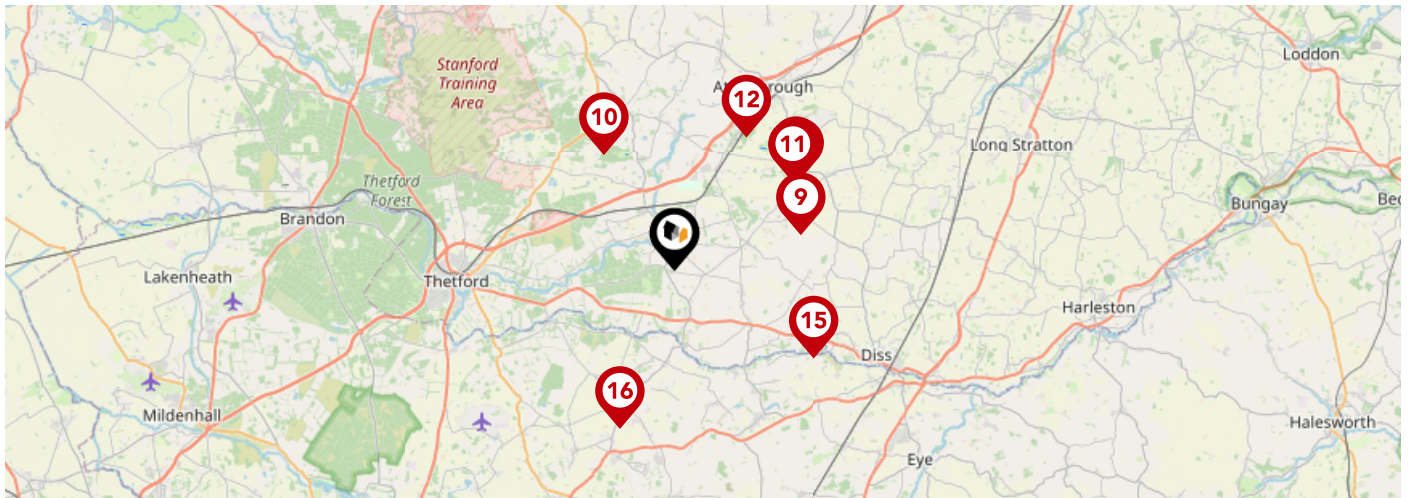 Loddon
Stanford
Training
Area
10
12
11
Long Stratton
Thetford
Forest
9
Brandon
Bungay
Lakenheath
Thetford
Harleston
15
Diss
16
Mildenhall
Halesworth
Eye